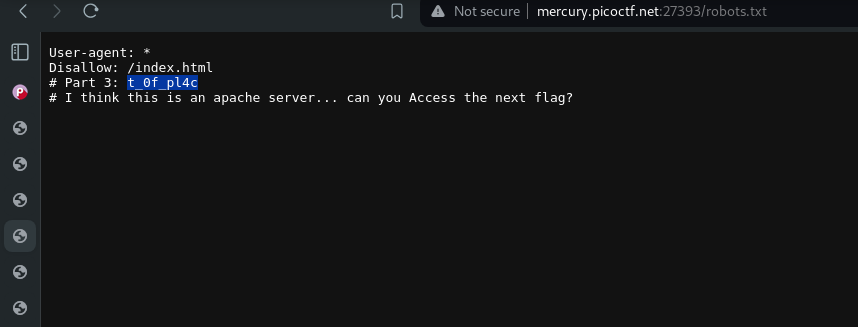 Not secure mercury.picoctf.net:27393/robots.txt
User-agent: *
Disallow: /index.html
# Part 3: t_0f_pl4c
# I think this is an apache server... can you Access the next flag?